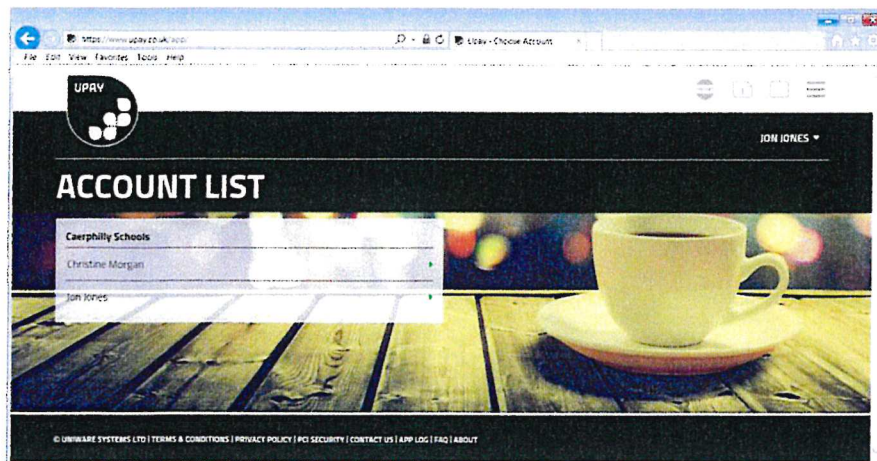 https://www.upay.co.uk/app/
Upay - Choose Account
File Edit View Favorites Tools Help
UPAY
JON JONES
ACCOUNT LIST
Caerphilly Schools
Christine Morgan
Jon Jones
© UNIWARE SYSTEMS LTD | TERMS & CONDITIONS | PRIVACY POLICY | PCI SECURITY | CONTACT US | APP LOG | FAQ | ABOUT